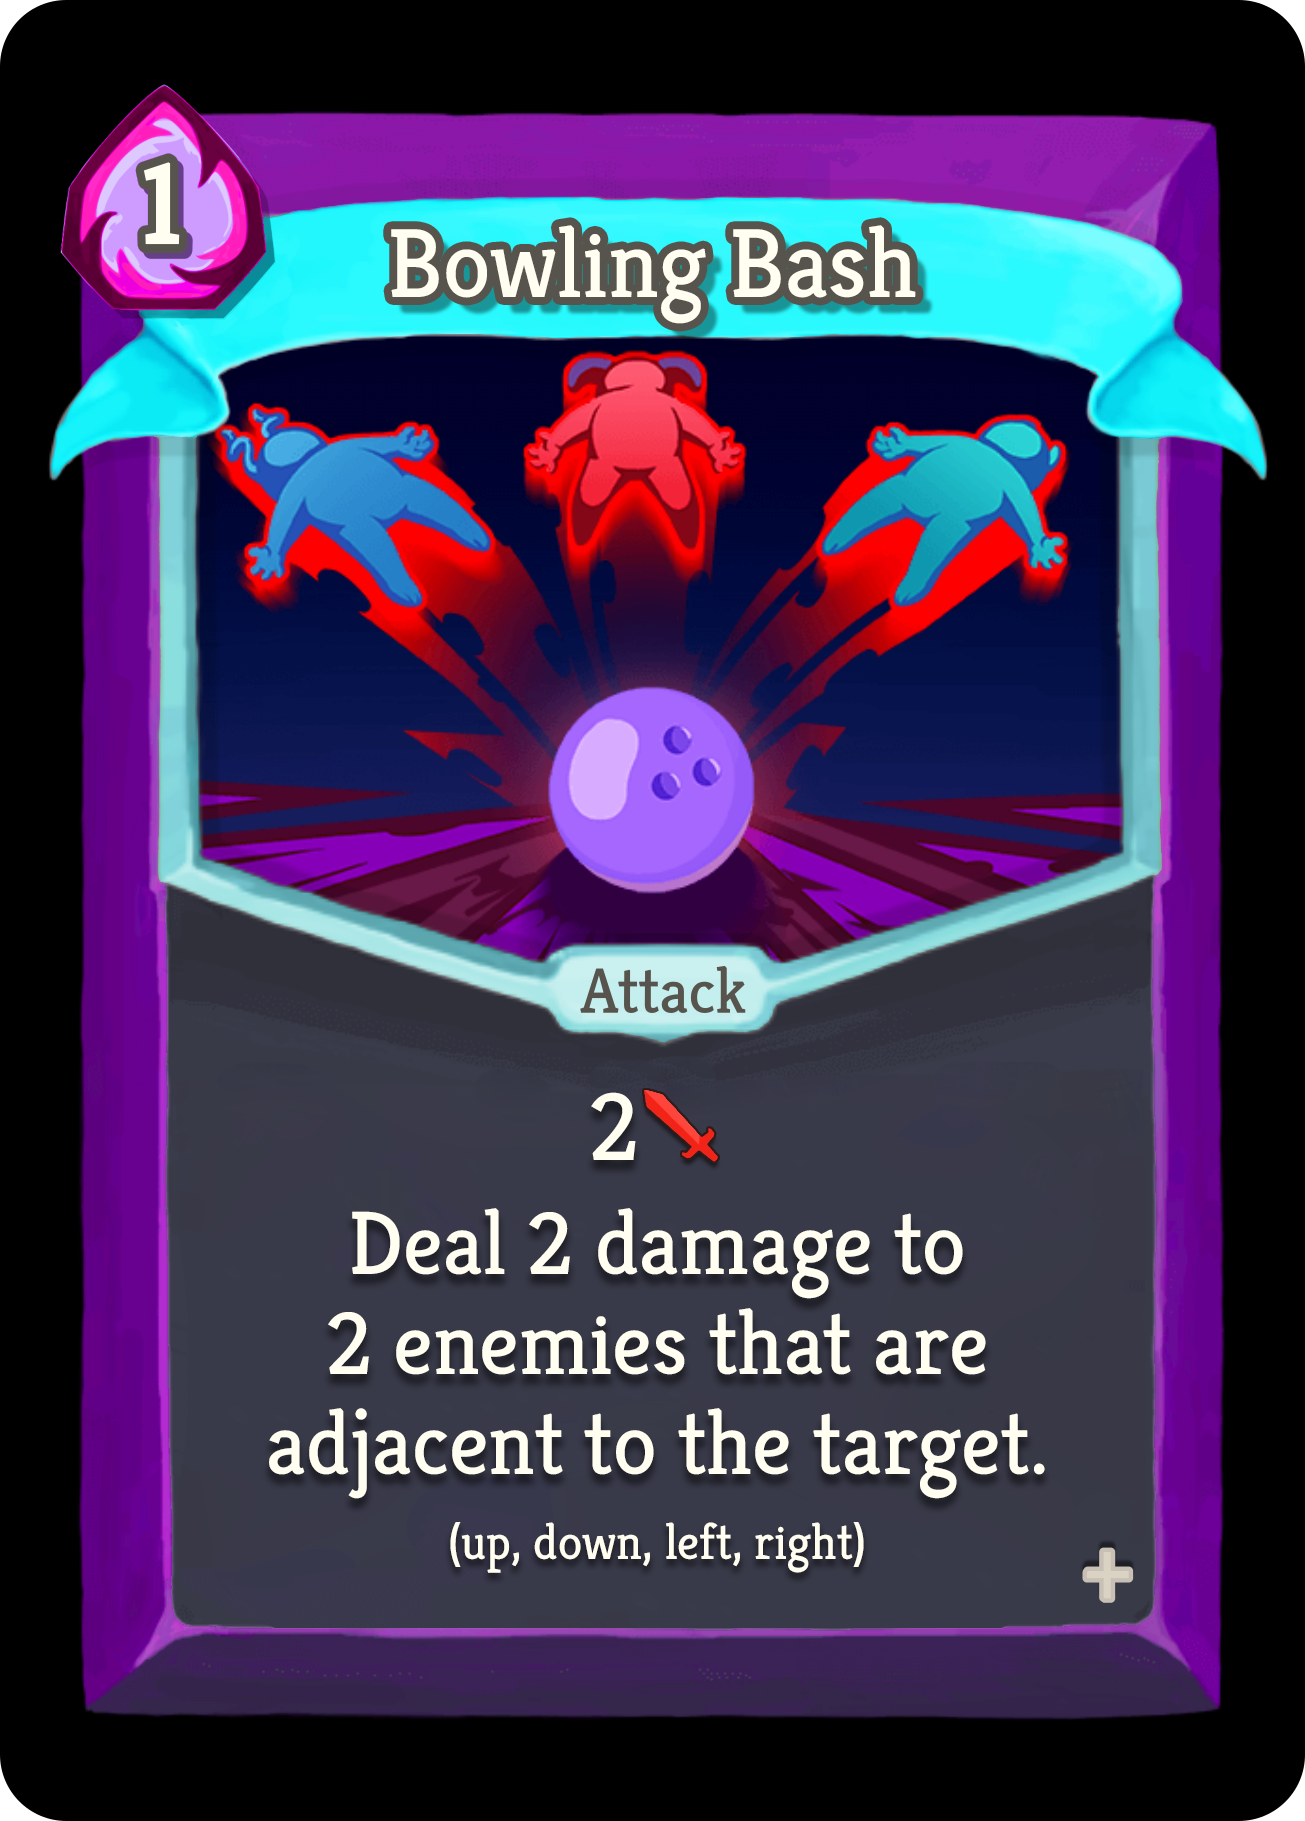 1
Bowling Bash
Attack
2
Deal 2 damage to
2 enemies that are
adjacent to the target.
(up, down, left, right)